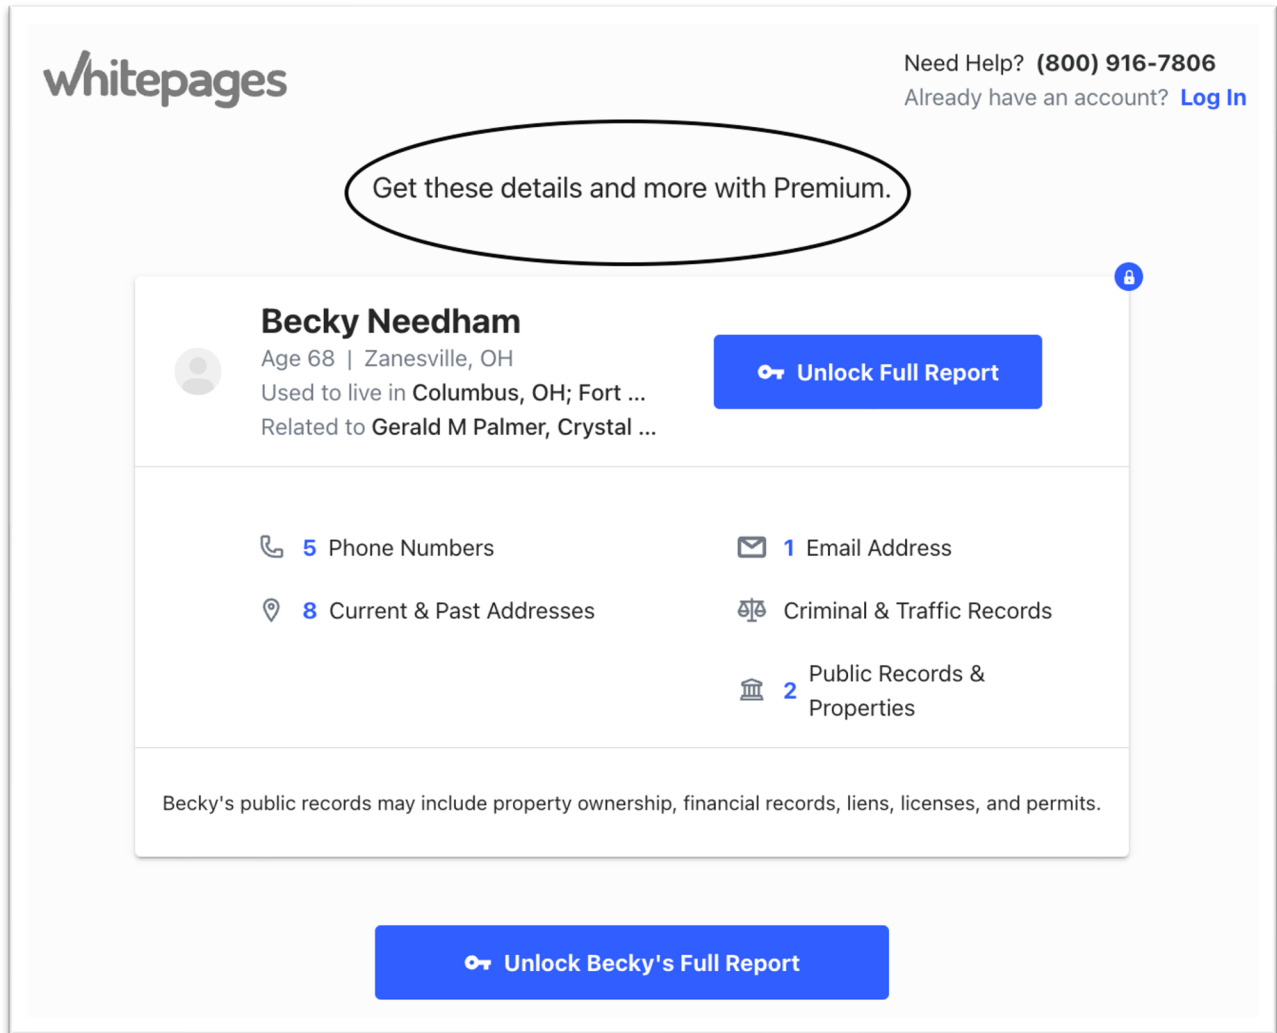 whitepages
Need Help? (800) 916-7806
Already have an account? Log In
Get these details and more with Premium.
Becky Needham
Age 68 | Zanesville, OH
Used to live in Columbus, OH; Fort ...
Related to Gerald M Palmer, Crystal ...
Unlock Full Report
5 Phone Numbers
1 Email Address
8 Current & Past Addresses
Criminal & Traffic Records
2 Public Records &
Properties
Becky's public records may include property ownership, financial records, liens, licenses, and permits.
Unlock Becky's Full Report